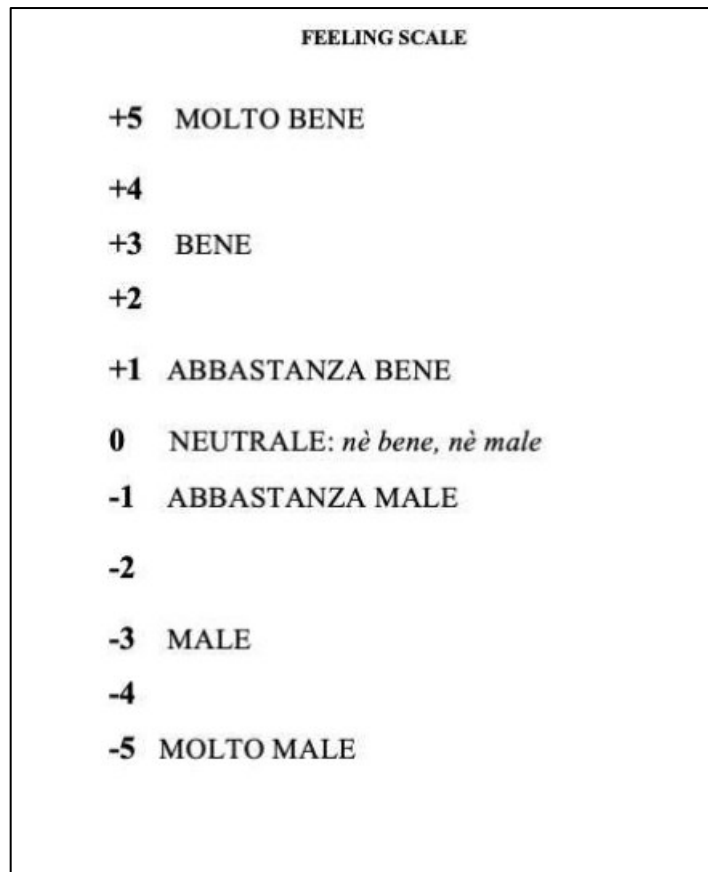 FEELING SCALE
+5 MOLTO BENE
+4
+3 BENE
+2
+1 ABBASTANZA BENE
0 NEUTRALE: nè bene, nè male
-1 ABBASTANZA MALE
-2
-3 MALE
-4
-5 MOLTO MALE